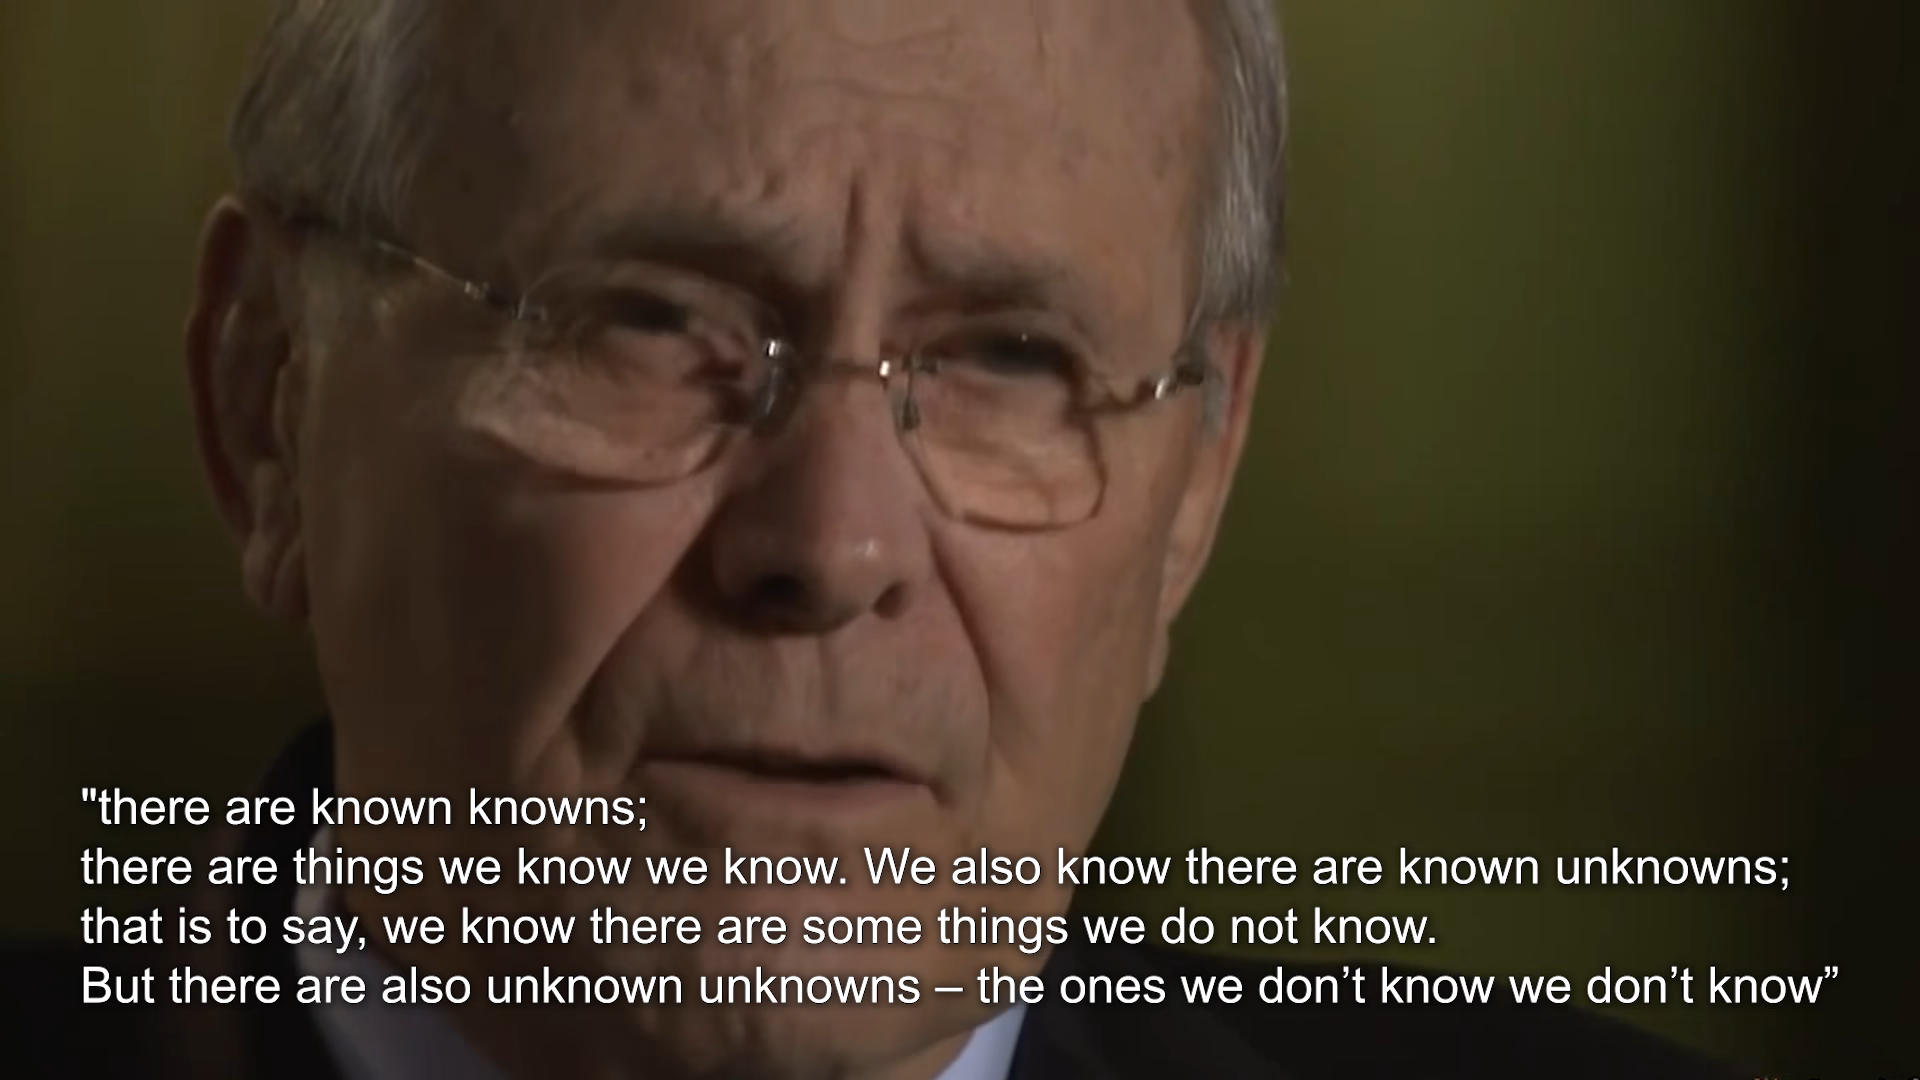 "there are known knowns;
there are things we know we know. We also know there are known unknowns;
that is to say, we know there are some things we do not know.
But there are also unknown unknowns – the ones we don’t know we don’t know”